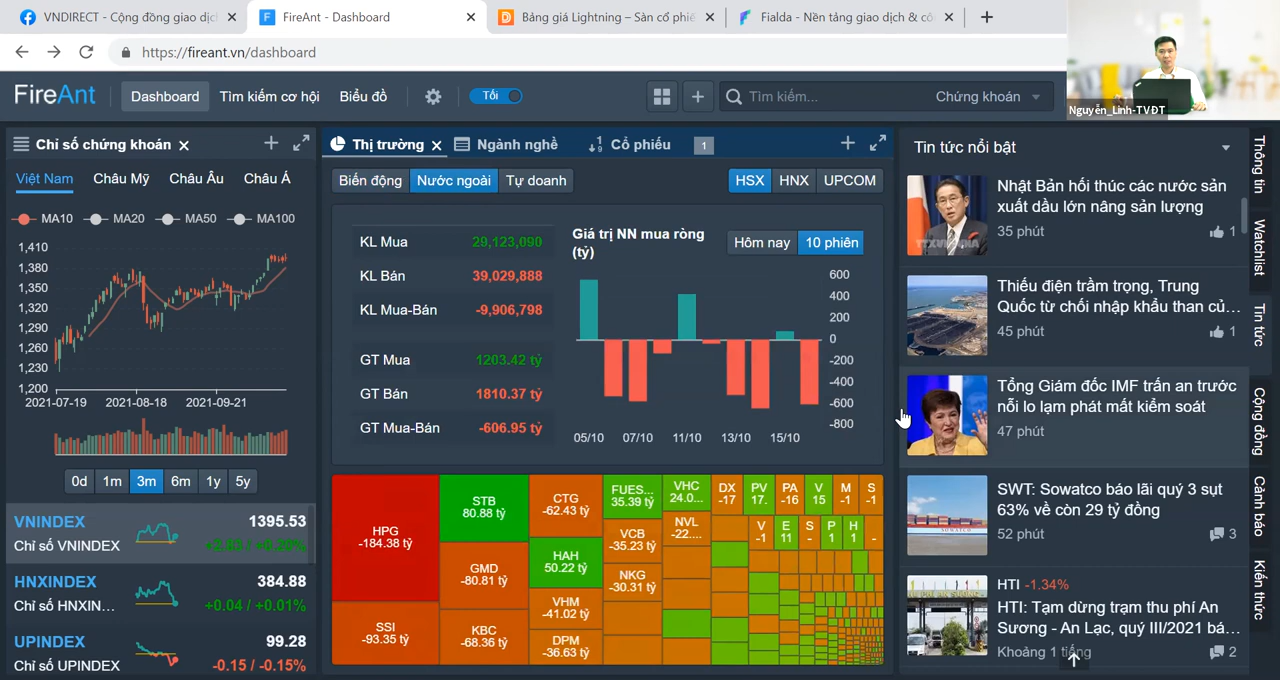 VNDIRECT - Cộng đồng giao dịc
FireAnt - Dashboard
Bảng giá Lightning – Sàn cổ phiế
Fialda - Nền tảng giao dịch & cô
https://fireant.vn/dashboard
FireAnt
Dashboard
Tìm kiếm cơ hội
Biểu đồ
Tối
Tìm kiếm...
Chứng khoán
Nguyễn_Linh-TVĐT
Chỉ số chứng khoán
Việt Nam
Châu Mỹ
Châu Âu
Châu Á
MA10
MA20
MA50
MA100
1,410
1,380
1,350
1,320
1,290
1,260
1,230
1,200
2021-07-19
2021-08-18
2021-09-21
0d
1m
3m
6m
1y
5y
VNINDEX
1395.53
Chỉ số VNINDEX
HNXINDEX
384.88
Chỉ số HNXIN...
+0.04 / +0.01%
UPINDEX
99.28
Chỉ số UPINDEX
-0.15 / -0.15%
Thị trường
Ngành nghề
Cổ phiếu
1
Biến động
Nước ngoài
Tự doanh
HSX
HNX
UPCOM
KL Mua
29,123,090
KL Bán
39,029,888
KL Mua-Bán
-9,906,798
GT Mua
1203.42 tỷ
GT Bán
1810.37 tỷ
GT Mua-Bán
-606.95 tỷ
Giá trị NN mua ròng
(tỷ)
Hôm nay
10 phiên
600
400
200
0
-200
-400
-600
-800
05/10
07/10
11/10
13/10
15/10
HPG
-184.38 tỷ
SSI
-93.35 tỷ
STB
80.88 tỷ
GMD
-80.81 tỷ
KBC
-68.36 tỷ
CTG
-62.43 tỷ
HAH
50.22 tỷ
VHM
-41.02 tỷ
DPM
-36.63 tỷ
FUES...
35.39 tỷ
VCB
-35.23 tỷ
NKG
-30.31 tỷ
VHC
24.0...
NVL
-22....
DX
-17
PV
17.
PA
-16
V
15
M
-1
S
-1
V
-1
E
11
S
-
P
1
H
1
-
Tin tức nổi bật
Nhật Bản hối thúc các nước sản
xuất dầu lớn nâng sản lượng
35 phút
1
Thiếu điện trầm trọng, Trung
Quốc từ chối nhập khẩu than củ...
45 phút
1
Tổng Giám đốc IMF trấn an trước
nỗi lo lạm phát mất kiểm soát
47 phút
SWT: Sowatco báo lãi quý 3 sụt
63% về còn 29 tỷ đồng
52 phút
3
HTI -1.34%
HTI: Tạm dừng trạm thu phí An
Sương - An Lạc, quý III/2021 bá...
Khoảng 1 tiếng
2
Thông tin
Watchlist
Tin tức
Cộng đồng
Cảnh báo
Kiến thức